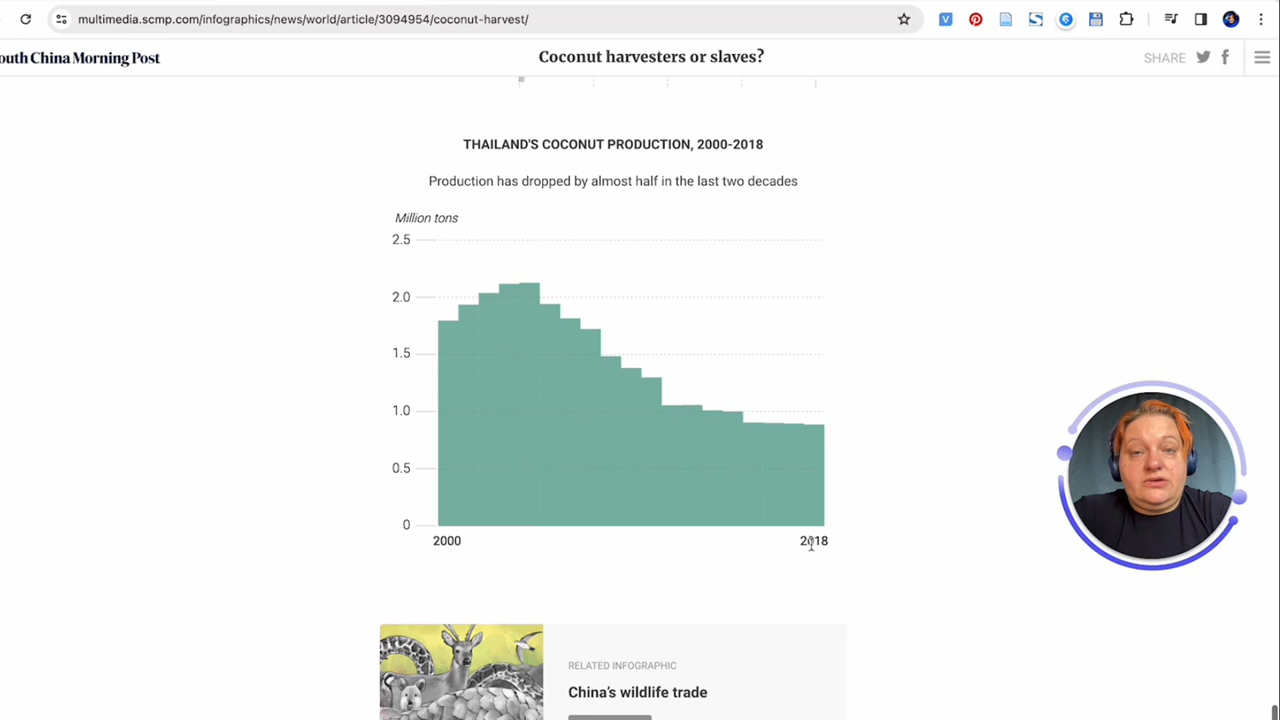 multimedia.scmp.com/infographics/news/world/article/3094954/coconut-harvest/
outh China Morning Post
Coconut harvesters or slaves?
SHARE
THAILAND'S COCONUT PRODUCTION, 2000-2018
Production has dropped by almost half in the last two decades
Million tons
2.5
2.0
1.5
1.0
0.5
0
2000
2018
RELATED INFOGRAPHIC
China's wildlife trade